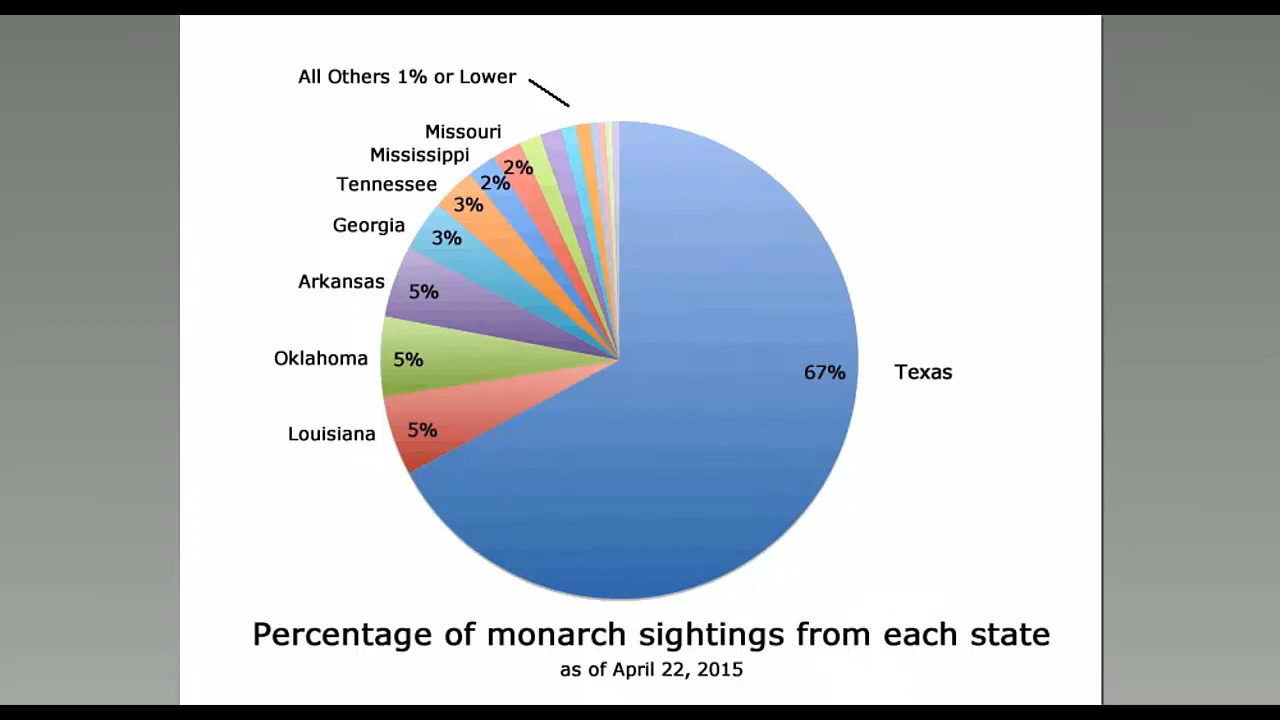 All Others 1% or Lower
Missouri
2%
Mississippi
2%
Tennessee
3%
Georgia
3%
Arkansas
5%
Oklahoma
5%
Louisiana
5%
67%
Texas
Percentage of monarch sightings from each state
as of April 22, 2015